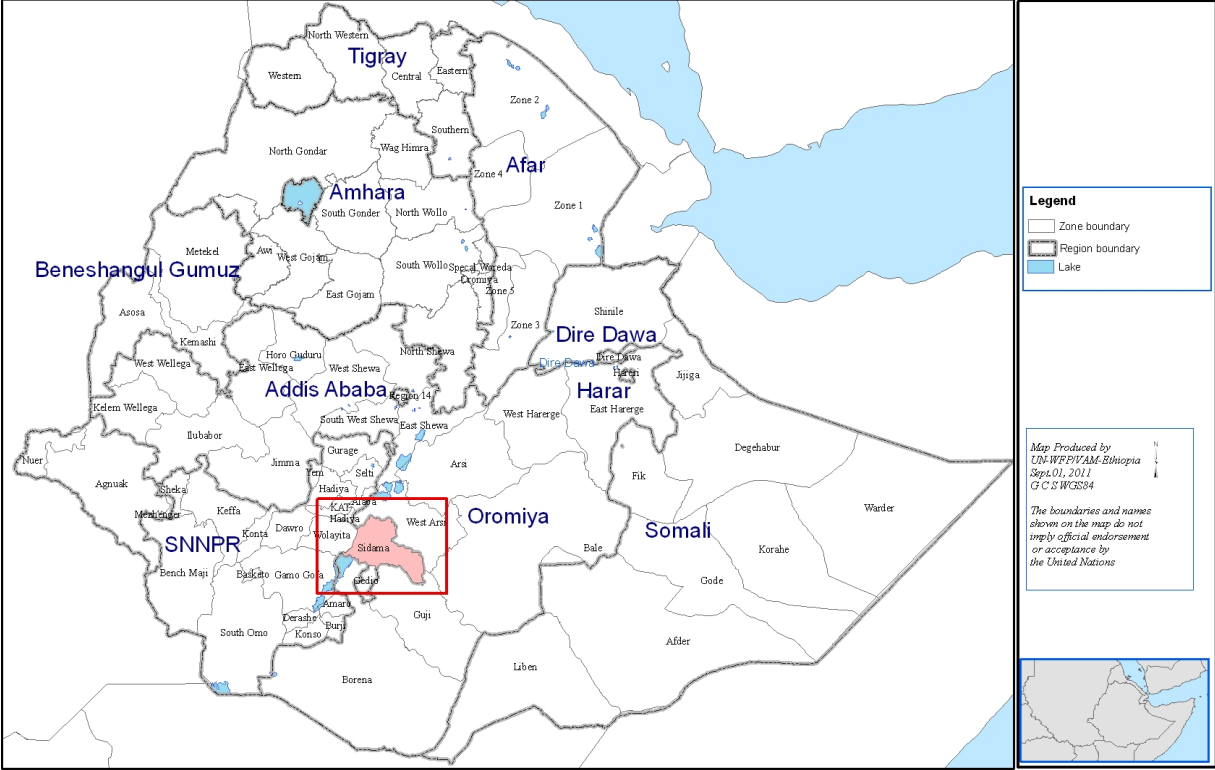 North Western
Tigray
Western
Central
Eastern
Zone 2
Southern
North Gondar
Wag Himra
Afar
Zone 4
Amhara
Zone 1
South Gonder
North Wollo
Metekel
Awi
West Gojam
Beneshangul Gumuz
South Wollo
Specal Woreda
Oromiya
Zone 5
East Gojam
Asosa
Shinile
Zone 3
Dire Dawa
Kemashi
Horo Guduru
North Shewa
Dire Dawa
Dire Dawa
West Wellega
East Wellega
West Shewa
Hareri
Jijiga
Addis Ababa
Region 14
Harar
Kelem Wellega
South West Shewa
East Shewa
West Harerge
East Harerge
Ilubabor
Degehabur
Gurage
Nuer
Jimma
Arsi
Yem
Selti
Fik
Agnuak
Sheka
Hadiya
Alaba
KAT
Mezhenger
Keffa
Hadiya
West Arsi
Oromiya
Warder
Konta
Dawro
Wolayita
Somali
SNNPR
Sidama
Bale
Korahe
Bench Maji
Basketo
Gamo Gofa
Gedio
Gode
Amaro
Derashe
Burji
Guji
South Omo
Konso
Afder
Liben
Borena
Legend
Zone boundary
Region boundary
Lake
N
Map Produced by
UN-WFP/VAM-Ethiopia
Sept.01, 2011
G C S WGS84
The boundaries and names
shown on the map do not
imply official endorsement
or acceptance by
the United Nations